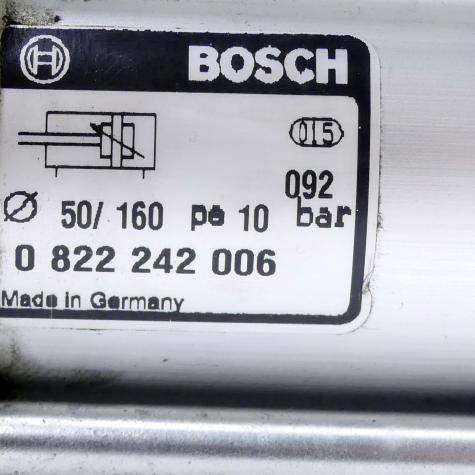 BOSCH
015
092
Ø 50/ 160 pe 10 bar
0 822 242 006
Made in Germany